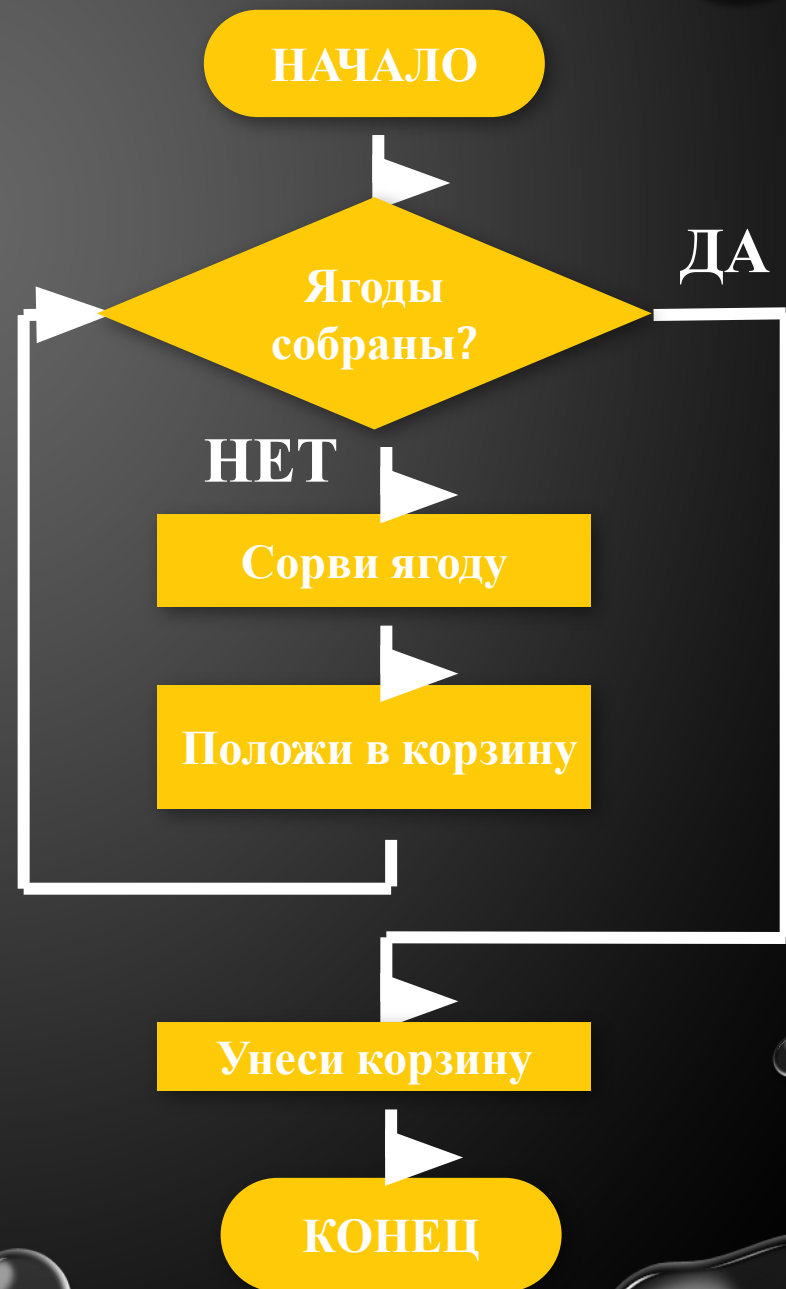 НАЧАЛО
ДА
Ягоды
собраны?
НЕТ
Сорви ягоду
Положи в корзину
Унеси корзину
КОНЕЦ